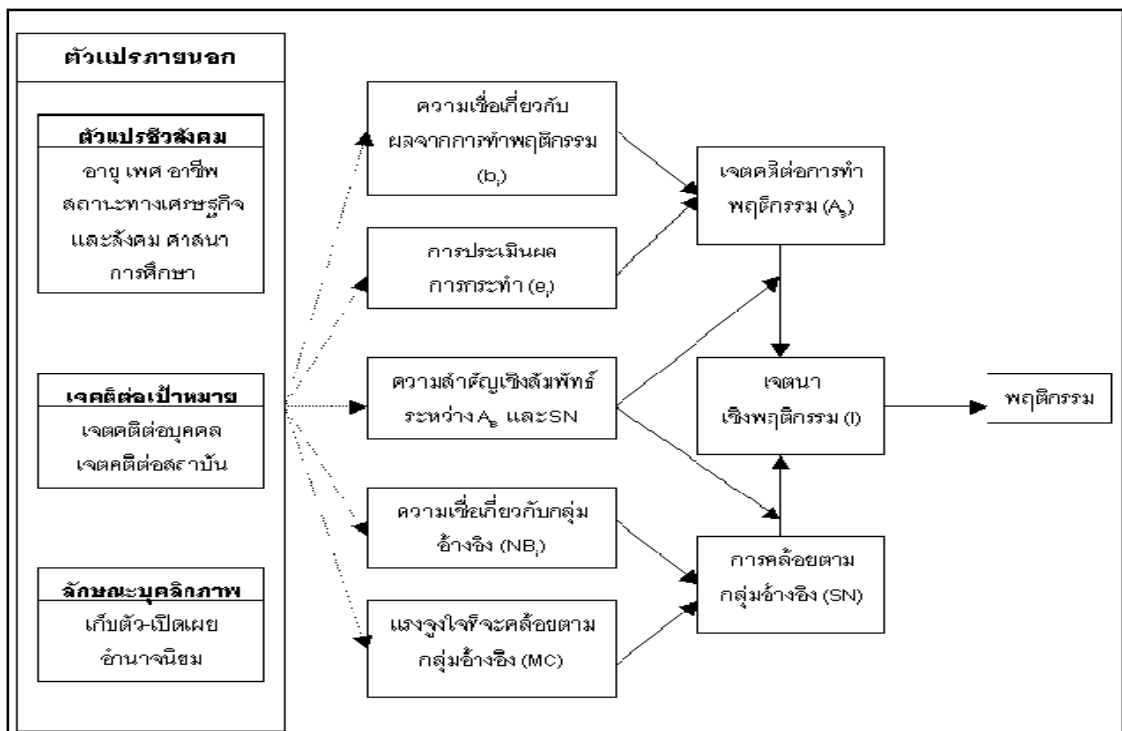 ตัวแปรภายนอก
ตัวแปรชีวสังคม
อายุ เพศ อาชีพ
สถานะทางเศรษฐกิจ
และสังคม ศาสนา
การศึกษา
เจคติต่อเป้าหมาย
เจตคติต่อบุคคล
เจตคติต่อสถาบัน
ลักษณะบุคลิกภาพ
เก็บตัว-เปิดเผย
อำนาจนิยม
ความเชื่อเกี่ยวกับ
ผลจากการทำพฤติกรรม
(bᵢ)
การประเมินผล
การกระทำ (eᵢ)
ความสำคัญเชิงสัมพัทธ์
ระหว่าง A_B และ SN
ความเชื่อเกี่ยวกับกลุ่ม
อ้างอิง (NBᵢ)
แรงจูงใจที่จะคล้อยตาม
กลุ่มอ้างอิง (MC)
เจตคติต่อการทำ
พฤติกรรม (A_B)
เจตนา
เชิงพฤติกรรม (I)
การคล้อยตาม
กลุ่มอ้างอิง (SN)
พฤติกรรม